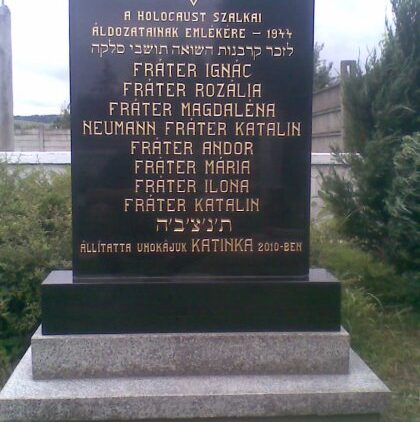 A HOLOCAUST SZALKAI
ÁLDOZATAINAK EMLÉKÉRE – 1944
לזכר קרבנות השואה תושבי סלקה
FRÁTER IGNÁC
FRÁTER ROZÁLIA
FRÁTER MAGDALÉNA
NEUMANN FRÁTER KATALIN
FRÁTER ANDOR
FRÁTER MÁRIA
FRÁTER ILONA
FRÁTER KATALIN
ת'נ'צ'ב'ה
ÁLLÍTATTA UNOKÁJUK KATINKA 2010-BEN